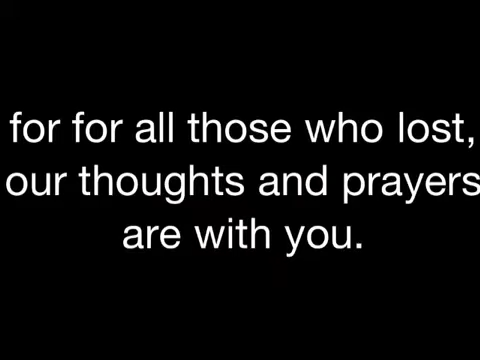 for for all those who lost,
our thoughts and prayers
are with you.